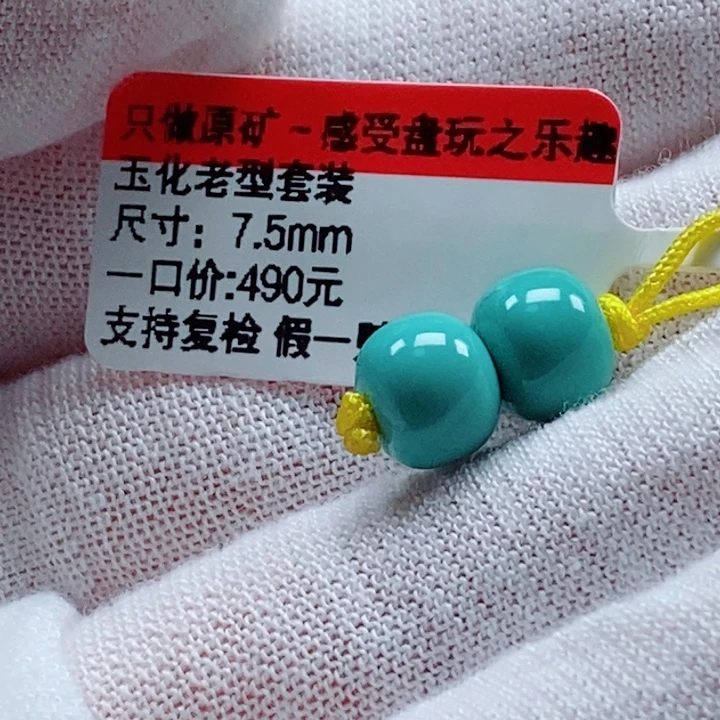 只做原矿~感受盘玩之乐趣
玉化老型套装
尺寸：7.5mm
一口价:490元
支持复检 假一